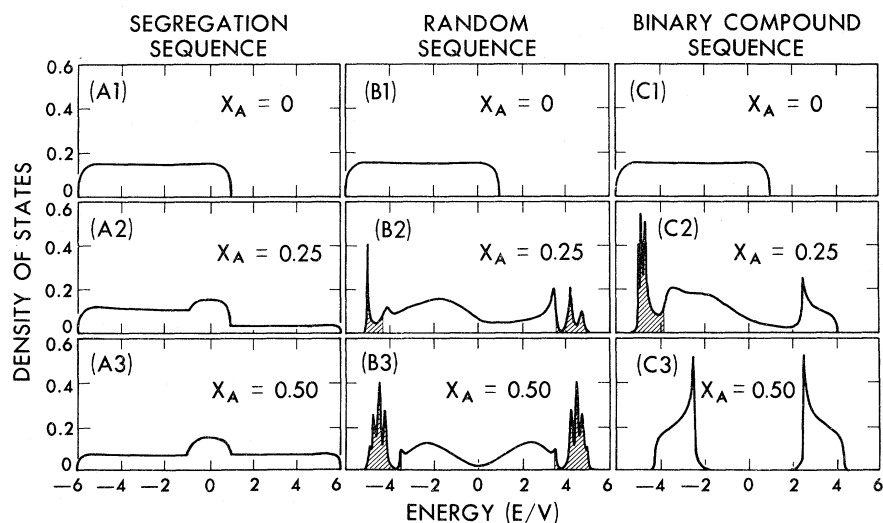 SEGREGATION SEQUENCE RANDOM SEQUENCE BINARY COMPOUND SEQUENCE
DENSITY OF STATES
0.6 (A1) X_A = 0 (B1) X_A = 0 (C1) X_A = 0
0.4
0.2
0
0.6 (A2) X_A = 0.25 (B2) X_A = 0.25 (C2) X_A = 0.25
0.4
0.2
0
0.6 (A3) X_A = 0.50 (B3) X_A = 0.50 (C3) X_A = 0.50
0.4
0.2
0
−6 −4 −2 0 2 4 6 −4 −2 0 2 4 6 −4 −2 0 2 4 6
ENERGY (E/V)